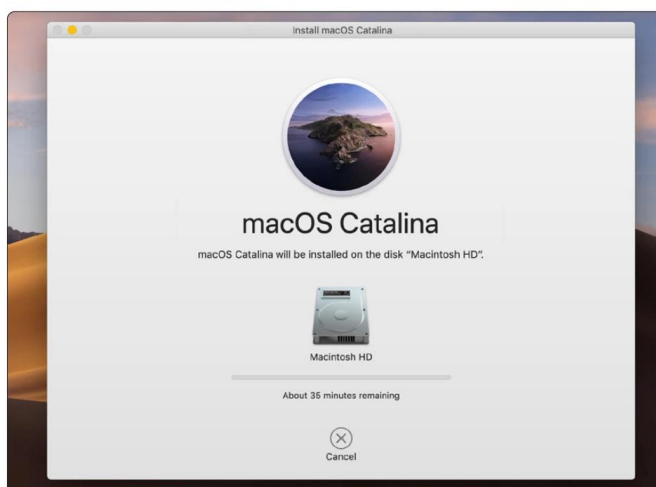 Install macOS Catalina
macOS Catalina
macOS Catalina will be installed on the disk “Macintosh HD”.
Macintosh HD
About 35 minutes remaining
Cancel